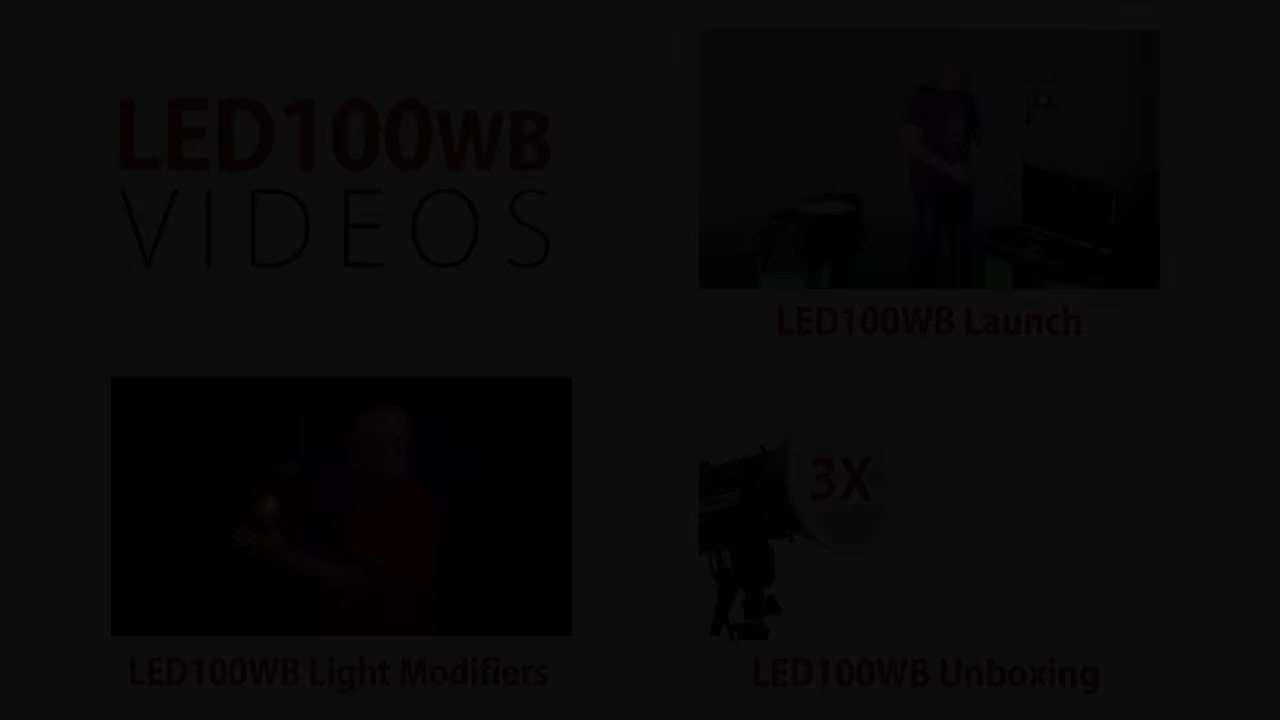 LED100WB
VIDEOS
LED100WB Launch
3X
LED100WB Light Modifiers
LED100WB Unboxing